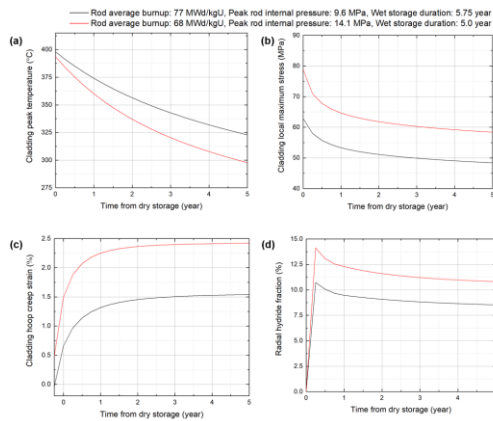 Rod average burnup: 77 MWd/kgU, Peak rod internal pressure: 9.6 MPa, Wet storage duration: 5.75 year
Rod average burnup: 68 MWd/kgU, Peak rod internal pressure: 14.1 MPa, Wet storage duration: 5.0 year
(a)
Cladding peak temperature (°C)
400
375
350
325
300
275
0 1 2 3 4 5
Time from dry storage (year)
(b)
Cladding local maximum stress (MPa)
80
70
60
50
40
0 1 2 3 4 5
Time from dry storage (year)
(c)
Cladding hoop creep strain (%)
2.5
2.0
1.5
1.0
0.5
0.0
0 1 2 3 4 5
Time from dry storage (year)
(d)
Radial hydride fraction (%)
15.0
12.5
10.0
7.5
5.0
2.5
0.0
0 1 2 3 4
Time from dry storage (year)